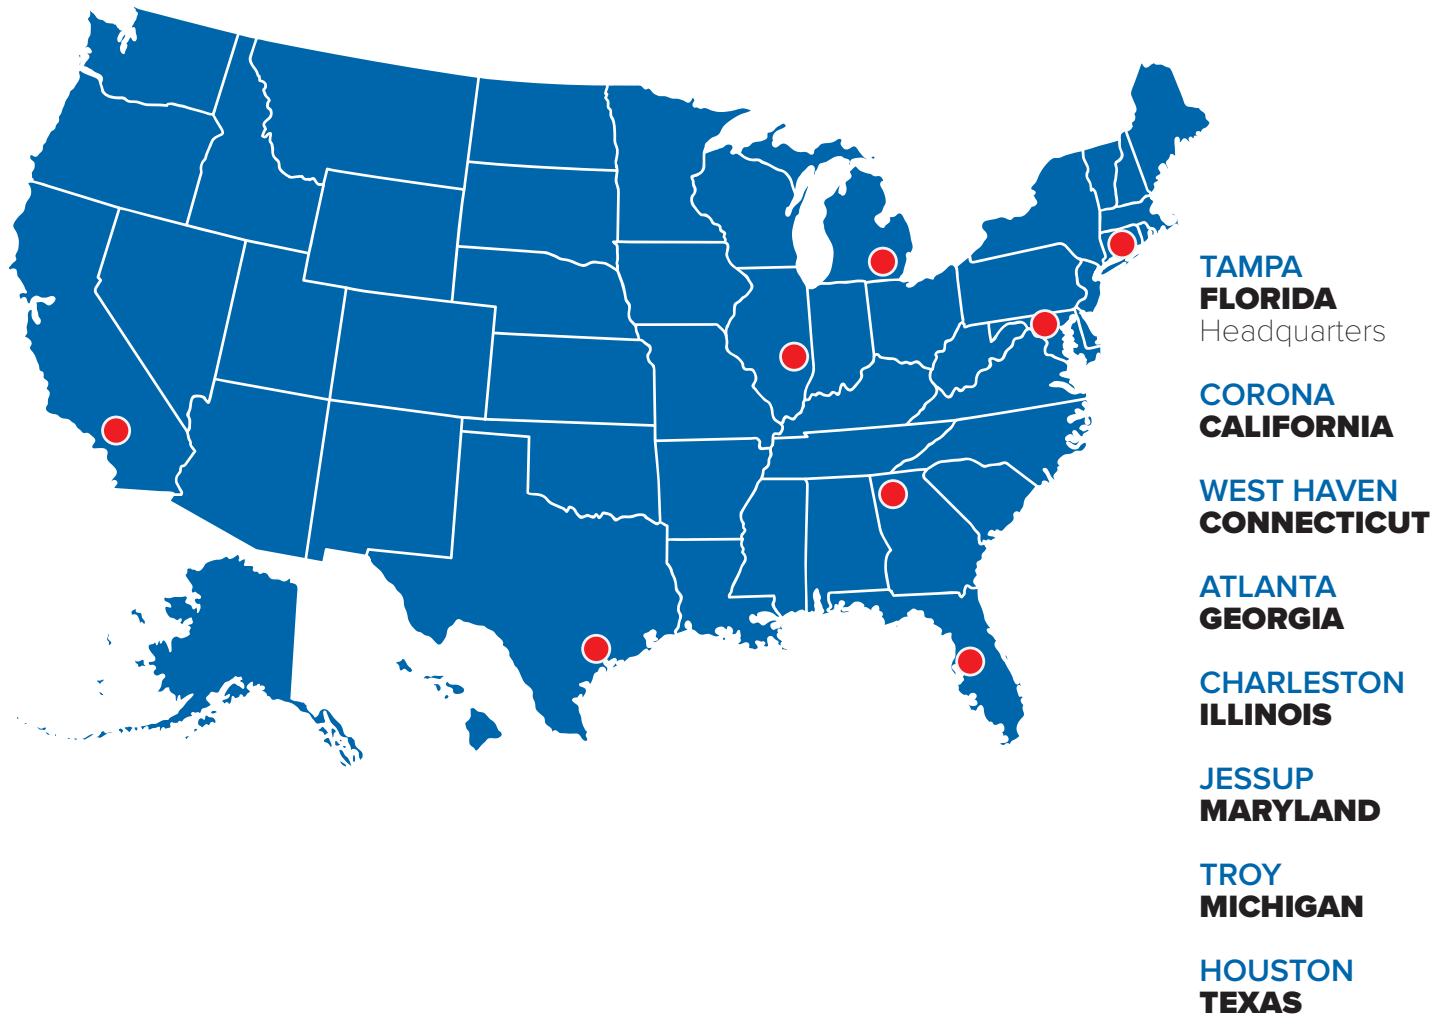 TAMPA
FLORIDA
Headquarters
CORONA
CALIFORNIA
WEST HAVEN
CONNECTICUT
ATLANTA
GEORGIA
CHARLESTON
ILLINOIS
JESSUP
MARYLAND
TROY
MICHIGAN
HOUSTON
TEXAS